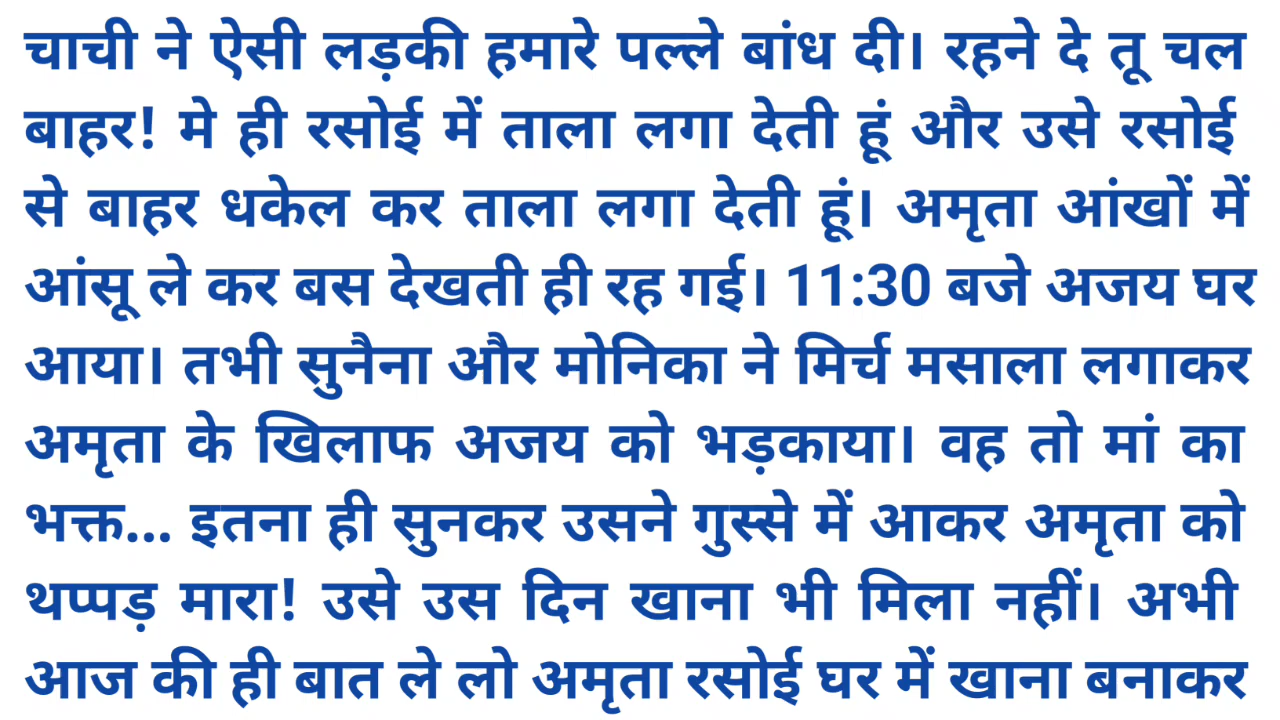 चाची ने ऐसी लड़की हमारे पल्ले बांध दी। रहने दे तू चल
बाहर! मे ही रसोई में ताला लगा देती हूं और उसे रसोई
से बाहर धकेल कर ताला लगा देती हूं। अमृता आंखों में
आंसू ले कर बस देखती ही रह गई। 11:30 बजे अजय घर
आया। तभी सुनैना और मोनिका ने मिर्च मसाला लगाकर
अमृता के खिलाफ अजय को भड़काया। वह तो मां का
भक्त... इतना ही सुनकर उसने गुस्से में आकर अमृता को
थप्पड़ मारा! उसे उस दिन खाना भी मिला नहीं। अभी
आज की ही बात ले लो अमृता रसोई घर में खाना बनाकर